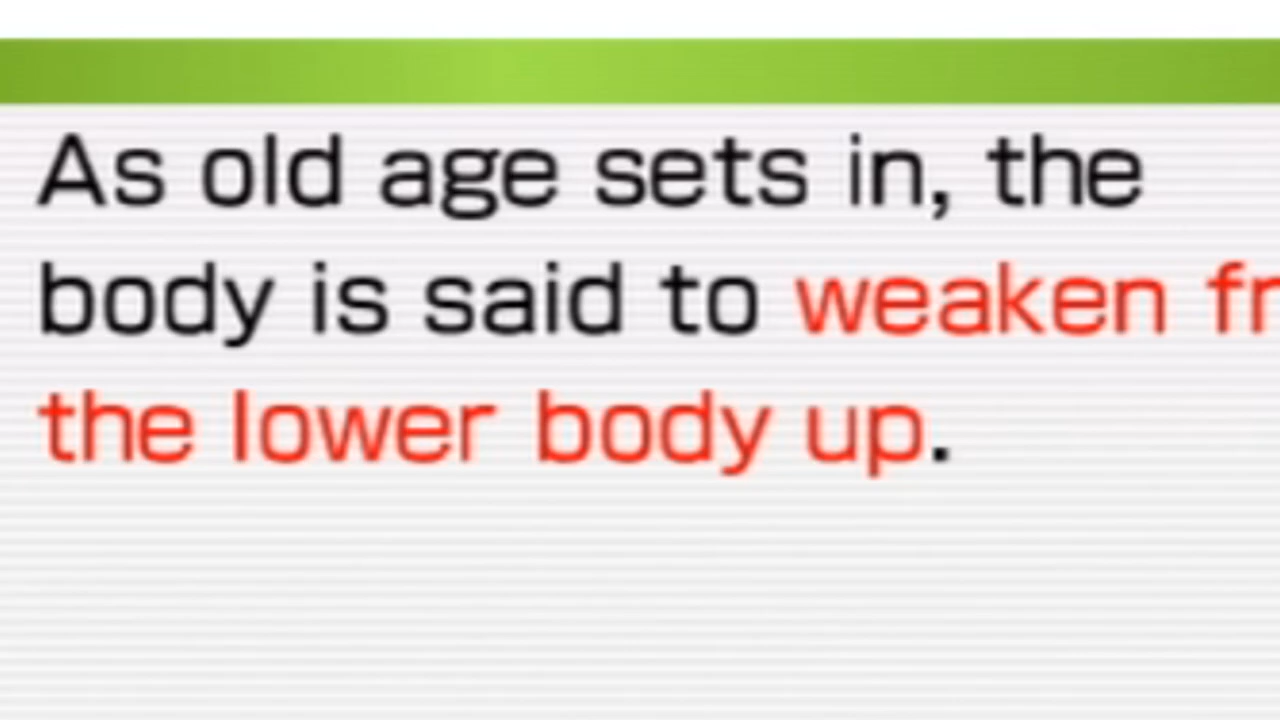 As old age sets in, the
body is said to weaken fr
the lower body up.